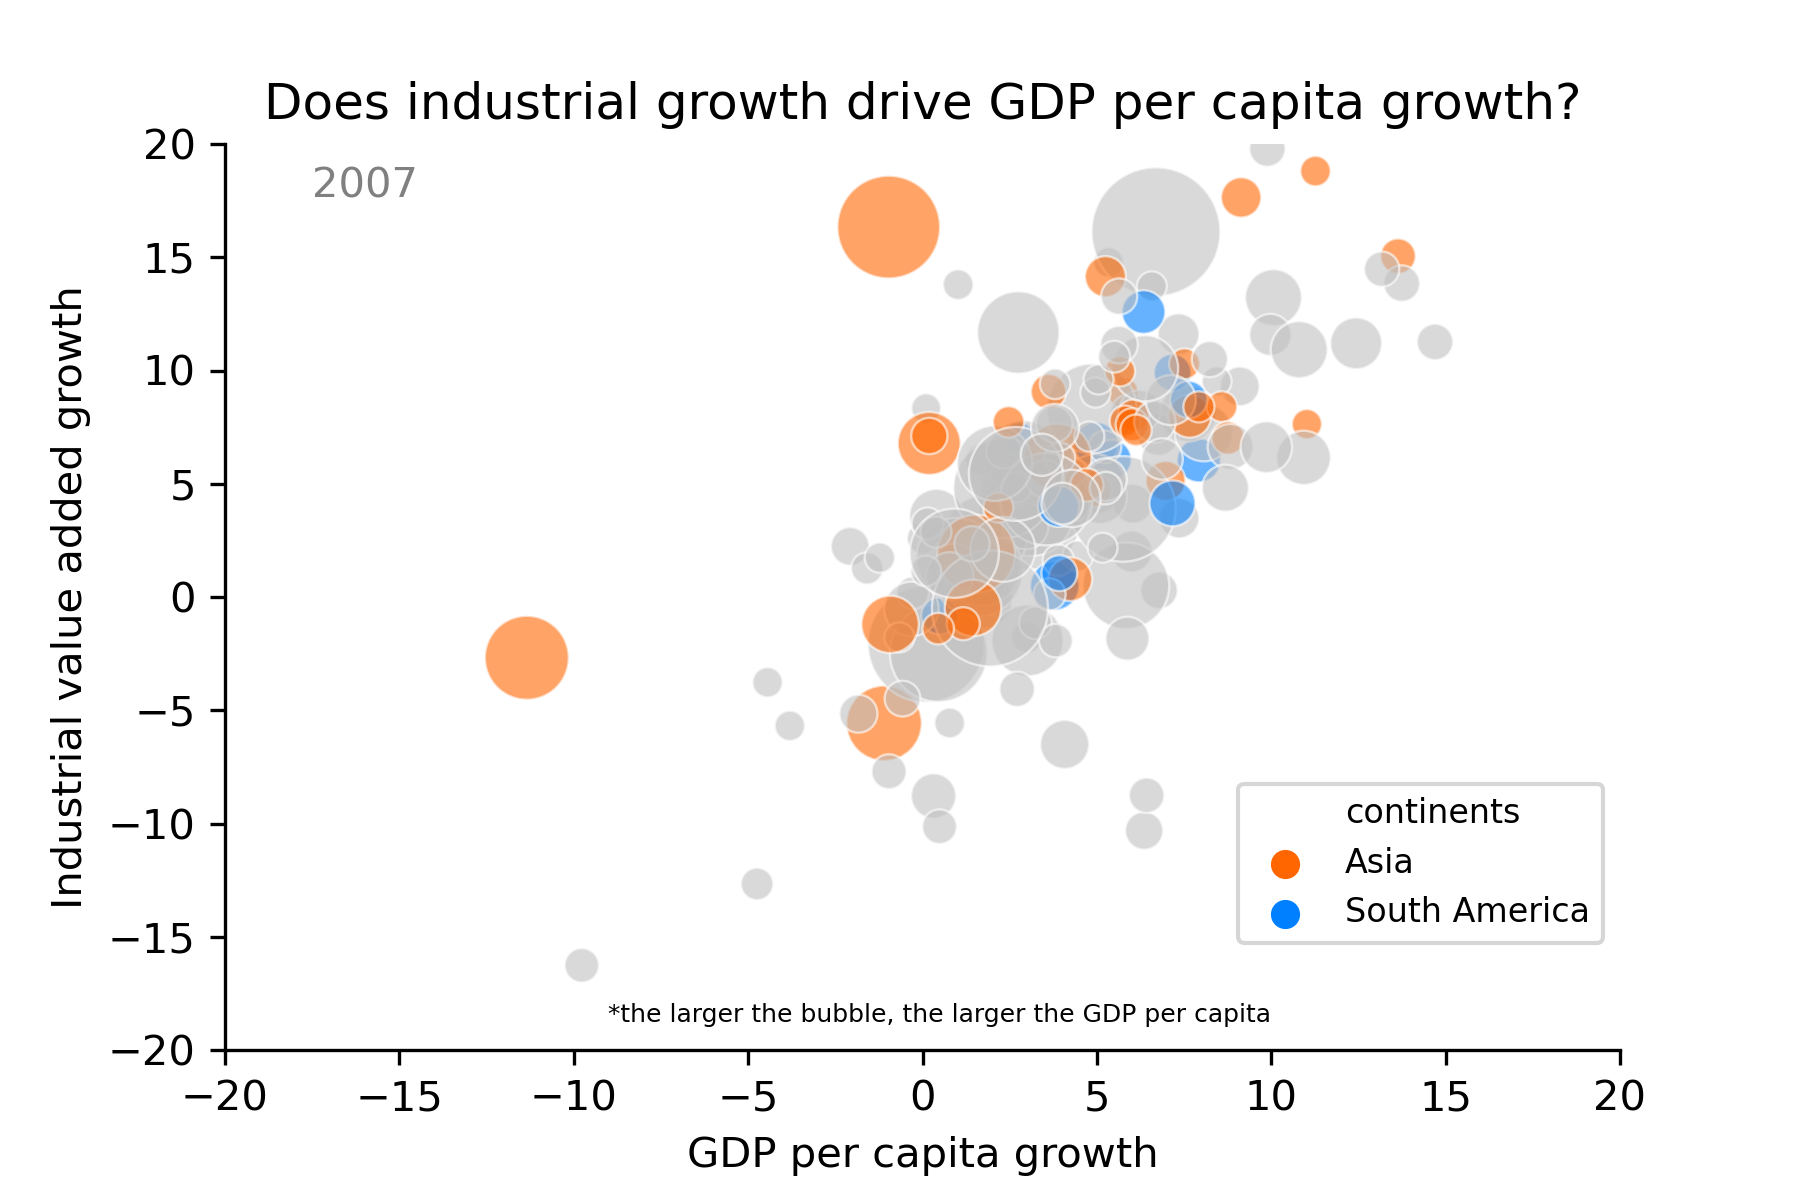 Does industrial growth drive GDP per capita growth?
2007
20
15
10
5
0
−5
−10
−15
−20
Industrial value added growth
continents
Asia
South America
*the larger the bubble, the larger the GDP per capita
−20 −15 −10 −5 0 5 10 15 20
GDP per capita growth